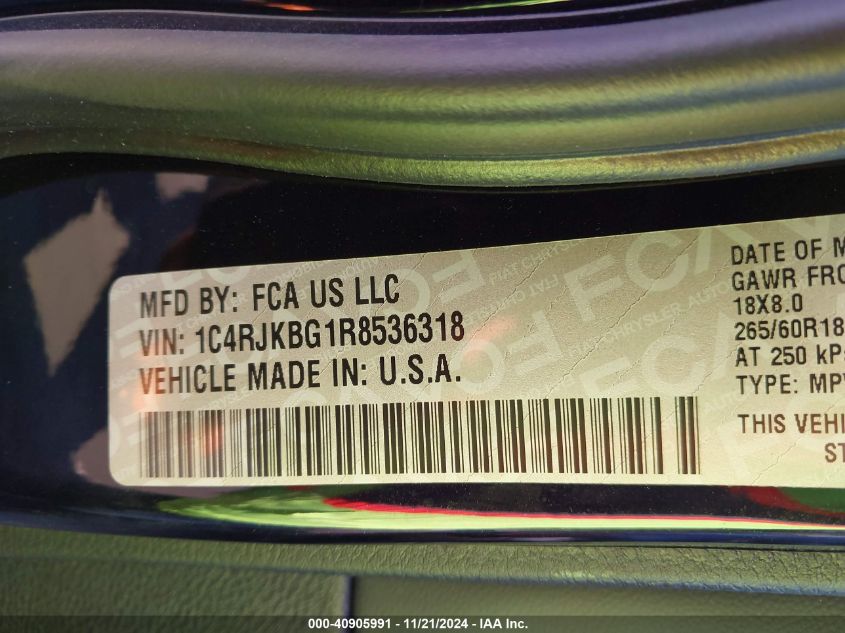 MFD BY: FCA US LLC
VIN: 1C4RJKBG1R8536318
VEHICLE MADE IN: U.S.A.
DATE OF M
GAWR FRO
18X8.0
265/60R18
AT 250 kP
TYPE: MP
THIS VEHI
ST
000-40905991 - 11/21/2024 - IAA Inc.